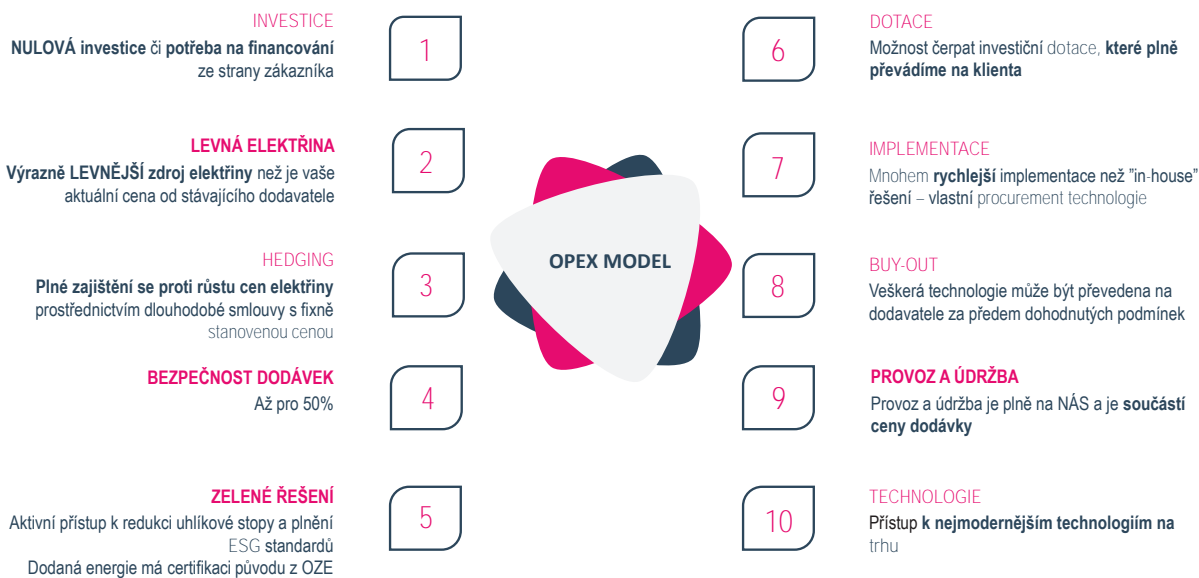 INVESTICE
NULOVÁ investice či potřeba na financování
ze strany zákazníka
1
LEVNÁ ELEKTŘINA
Výrazně LEVNĚJŠÍ zdroj elektřiny než je vaše
aktuální cena od stávajícího dodavatele
2
HEDGING
Plné zajištění se proti růstu cen elektřiny
prostřednictvím dlouhodobé smlouvy s fixně
stanovenou cenou
3
BEZPEČNOST DODÁVEK
Až pro 50%
4
ZELENÉ ŘEŠENÍ
Aktivní přístup k redukci uhlíkové stopy a plnění
ESG standardů
Dodaná energie má certifikaci původu z OZE
5
OPEX MODEL
6
DOTACE
Možnost čerpat investiční dotace, které plně
převádíme na klienta
7
IMPLEMENTACE
Mnohem rychlejší implementace než ”in-house”
řešení – vlastní procurement technologie
8
BUY-OUT
Veškerá technologie může být převedena na
dodavatele za předem dohodnutých podmínek
9
PROVOZ A ÚDRŽBA
Provoz a údržba je plně na NÁS a je součástí
ceny dodávky
10
TECHNOLOGIE
Přístup k nejmodernějším technologiím na
trhu